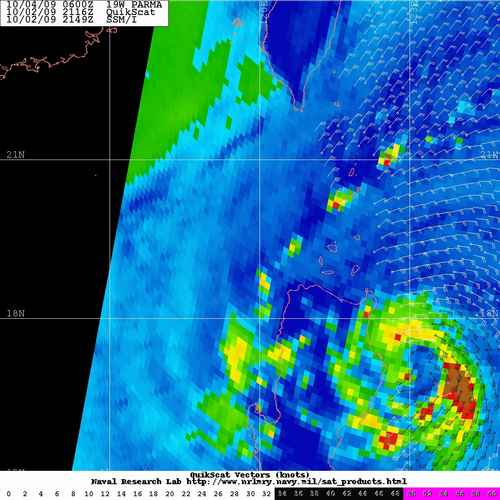 10/04/09 0600Z 19W PARMA
10/02/09 2116Z QuikScat
10/02/09 2149Z SSM/I
21N
21N
18N
18N
QuikScat Vectors (knots)
Naval Research Lab http://www.nrlmry.navy.mil/sat_products.html
0 2 4 6 8 10 12 14 16 18 20 22 24 26 28 30 32 34 36 38 40 42 44 46 48 50 52 54 56 58 60